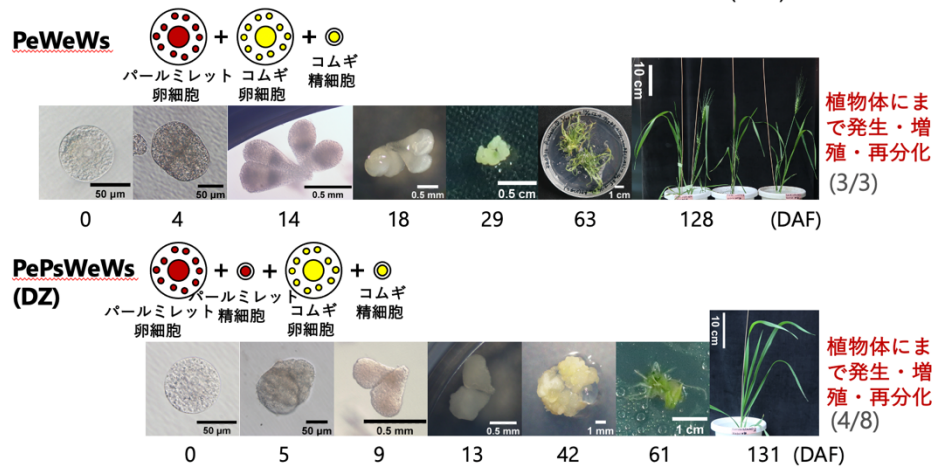 PeWeWs
+
+
パールミレット
卵細胞
コムギ
卵細胞
コムギ
精細胞
10 cm
50 µm
50 µm
0.5 mm
0.5 mm
0.5 cm
1 cm
植物体にま
で発生・増
殖・再分化
(3/3)
0 4 14 18 29 63 128 (DAF)
PePsWeWs
(DZ)
+
+
+
パールミレット
卵細胞
パールミレット
精細胞
コムギ
卵細胞
コムギ
精細胞
10 cm
50 µm
50 µm
0.5 mm
0.5 mm
1 mm
1 cm
植物体にま
で発生・増
殖・再分化
(4/8)
0 5 9 13 42 61 131 (DAF)